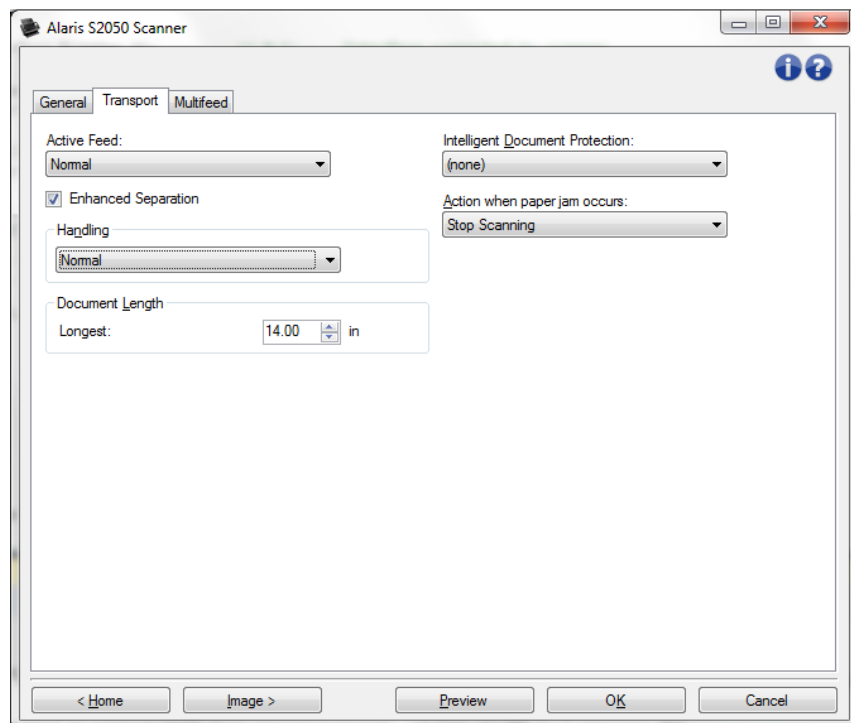 Alaris S2050 Scanner
General Transport Multifeed
Active Feed:
Normal
Enhanced Separation
Handling
Normal
Document Length
Longest: 14.00 in
Intelligent Document Protection:
(none)
Action when paper jam occurs:
Stop Scanning
< Home Image > Preview OK Cancel